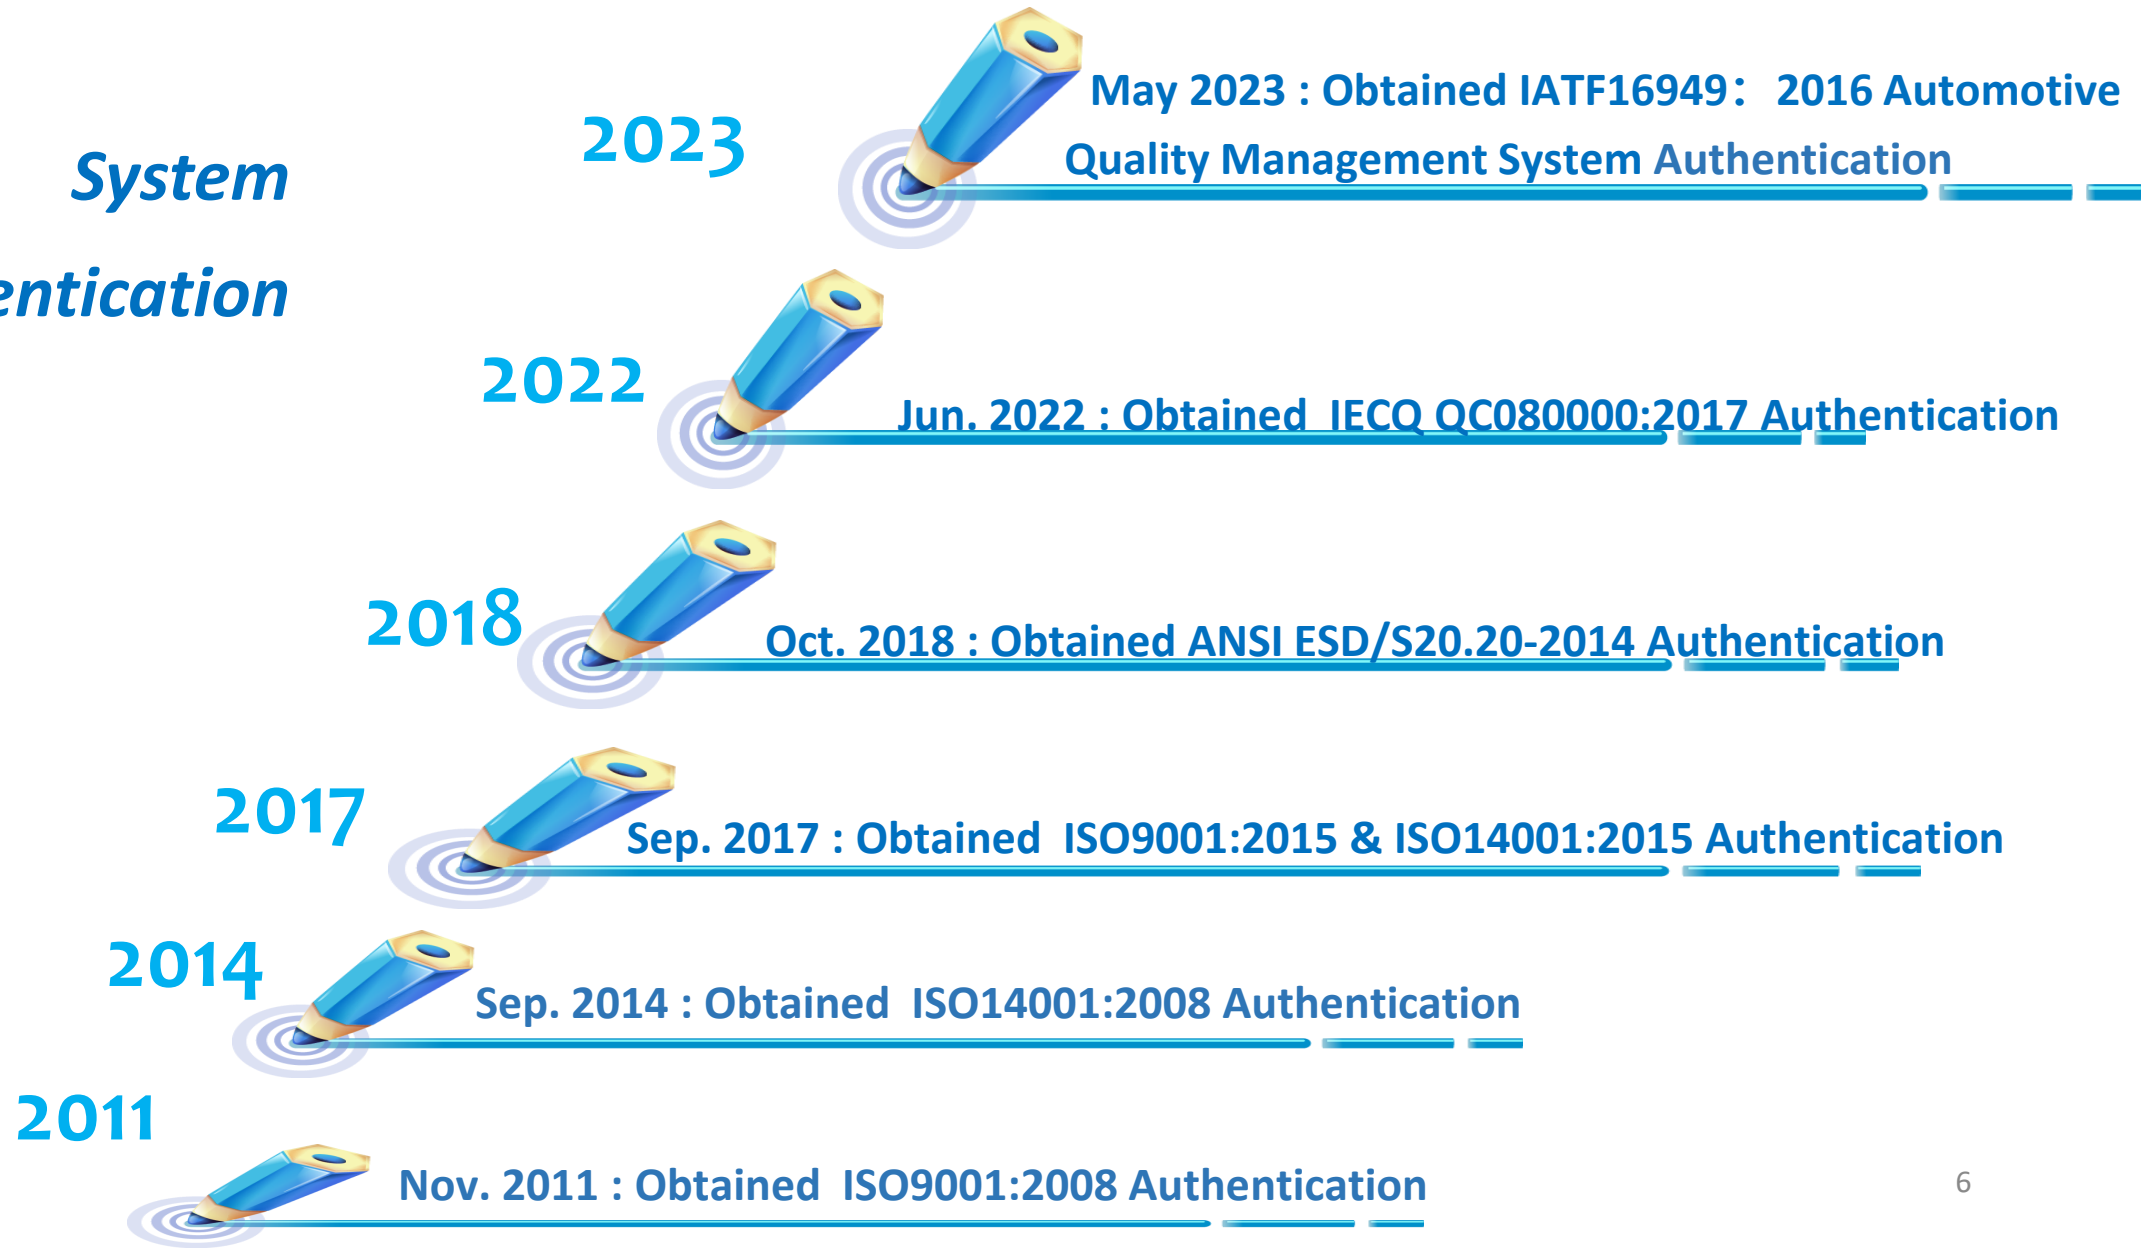 System
entication
2023
May 2023 : Obtained IATF16949： 2016 Automotive
Quality Management System Authentication
2022
Jun. 2022 : Obtained IECQ QC080000:2017 Authentication
2018
Oct. 2018 : Obtained ANSI ESD/S20.20-2014 Authentication
2017
Sep. 2017 : Obtained ISO9001:2015 & ISO14001:2015 Authentication
2014
Sep. 2014 : Obtained ISO14001:2008 Authentication
2011
Nov. 2011 : Obtained ISO9001:2008 Authentication
6